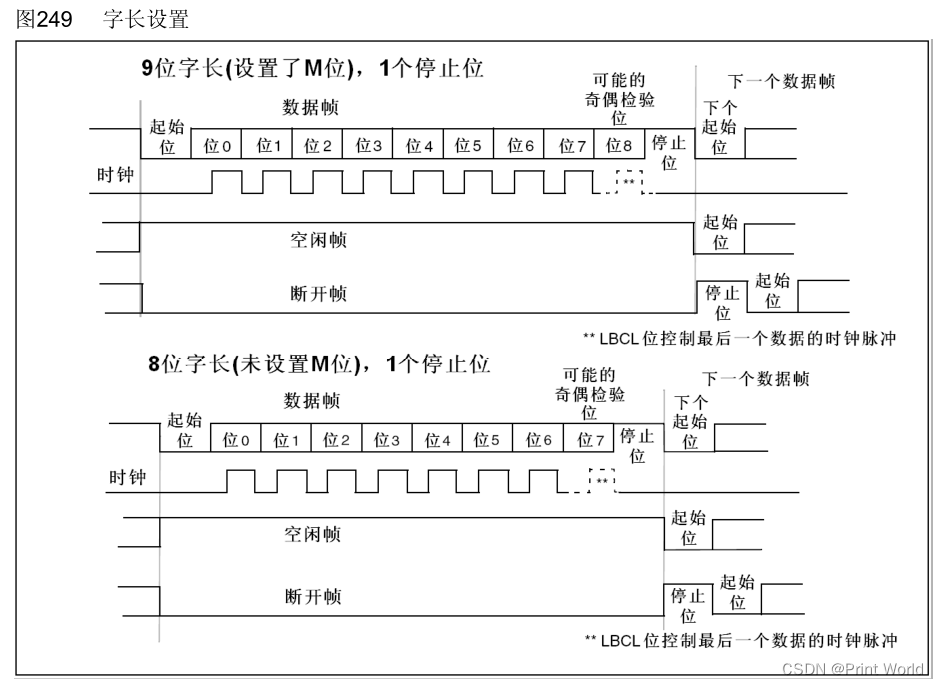 图249 字长设置
9位字长(设置了M位)，1个停止位
数据帧
可能的
奇偶检验
位
下一个数据帧
起始
位
位0 位1 位2 位3 位4 位5 位6 位7 位8
停止
位
下个
起始
位
时钟
**
空闲帧
起始
位
断开帧
停止
位
起始
位
** LBCL位控制最后一个数据的时钟脉冲
8位字长(未设置M位)，1个停止位
数据帧
可能的
奇偶检验
位
下一个数据帧
起始
位
位0 位1 位2 位3 位4 位5 位6 位7
停止
位
下个
起始
位
时钟
**
空闲帧
起始
位
断开帧
停止
位
起始
位
** LBCL位控制最后一个数据的时钟脉冲
CSDN @Print World